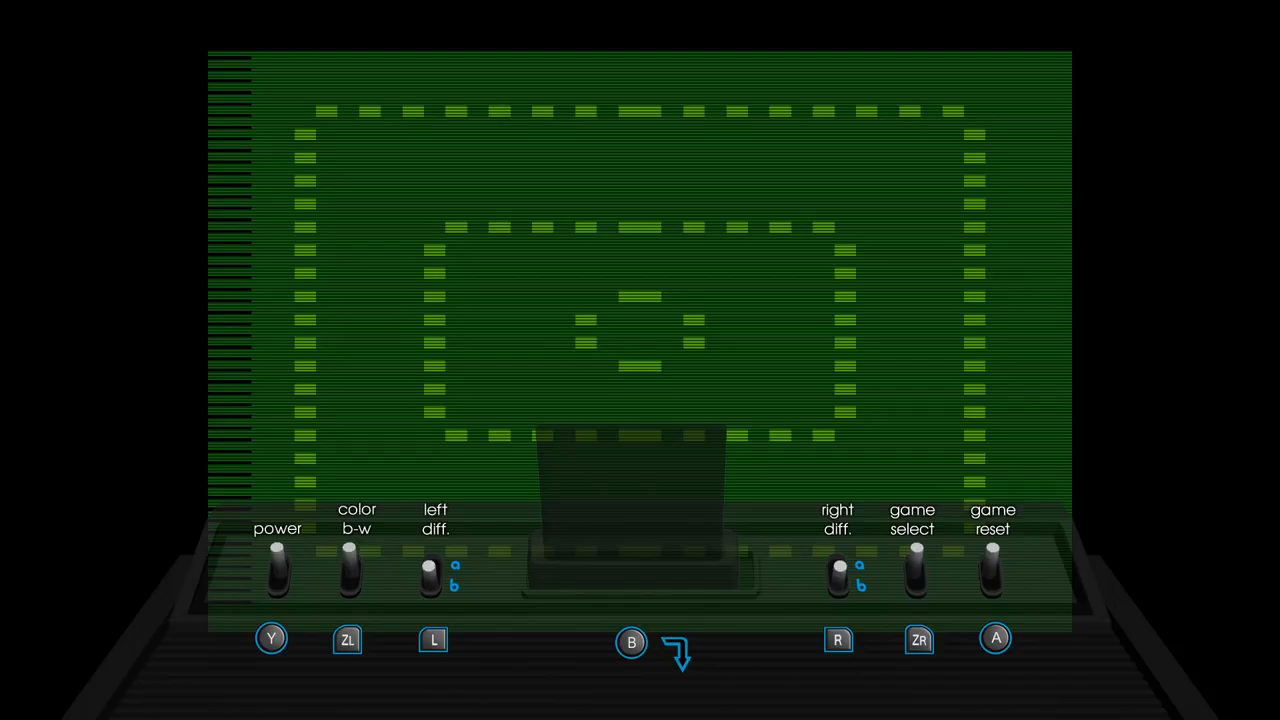 power
color
b-w
left
diff.
a
b
right
diff.
a
b
game
select
game
reset
Y
ZL
L
B
R
ZR
A